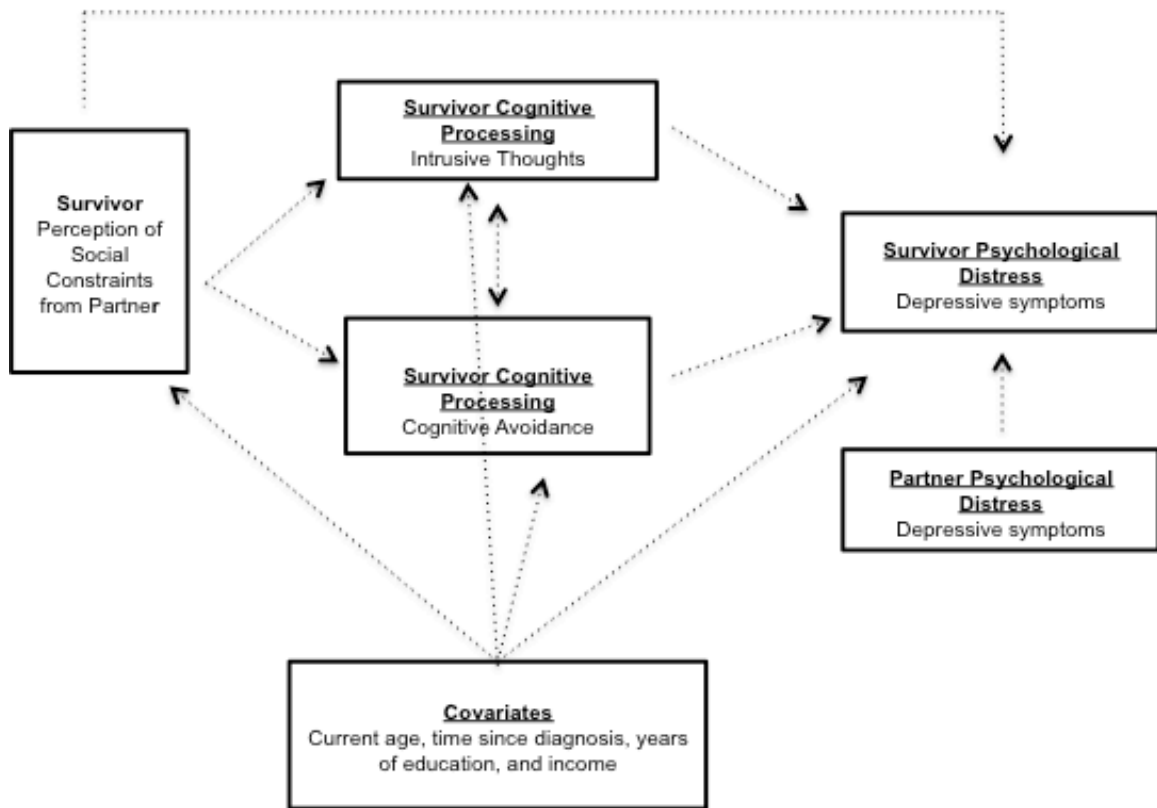 Survivor Cognitive
Processing
Intrusive Thoughts
Survivor
Perception of
Social
Constraints
from Partner
Survivor Psychological
Distress
Depressive symptoms
Survivor Cognitive
Processing
Cognitive Avoidance
Partner Psychological
Distress
Depressive symptoms
Covariates
Current age, time since diagnosis, years
of education, and income